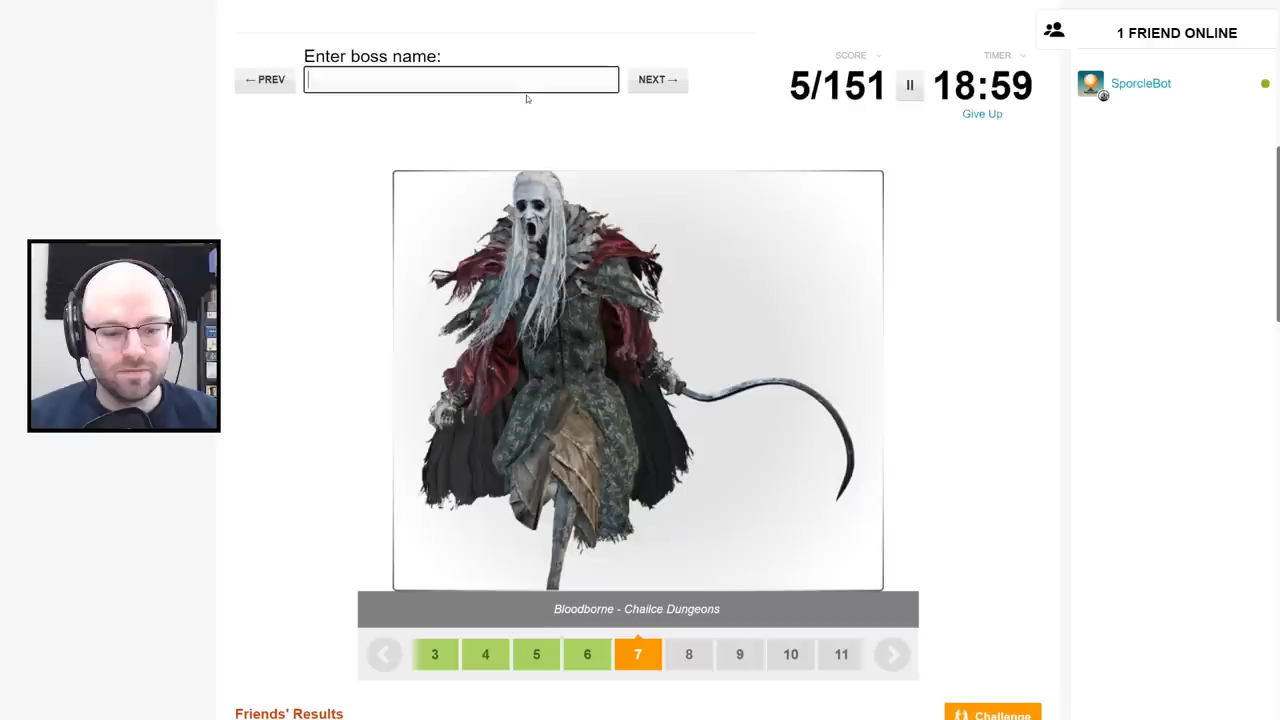 1 FRIEND ONLINE
Enter boss name:
← PREV
NEXT →
SCORE
TIMER
5/151
18:59
Give Up
SporcleBot
Bloodborne - Chailce Dungeons
3 4 5 6 7 8 9 10 11
Friends' Results
Challenge